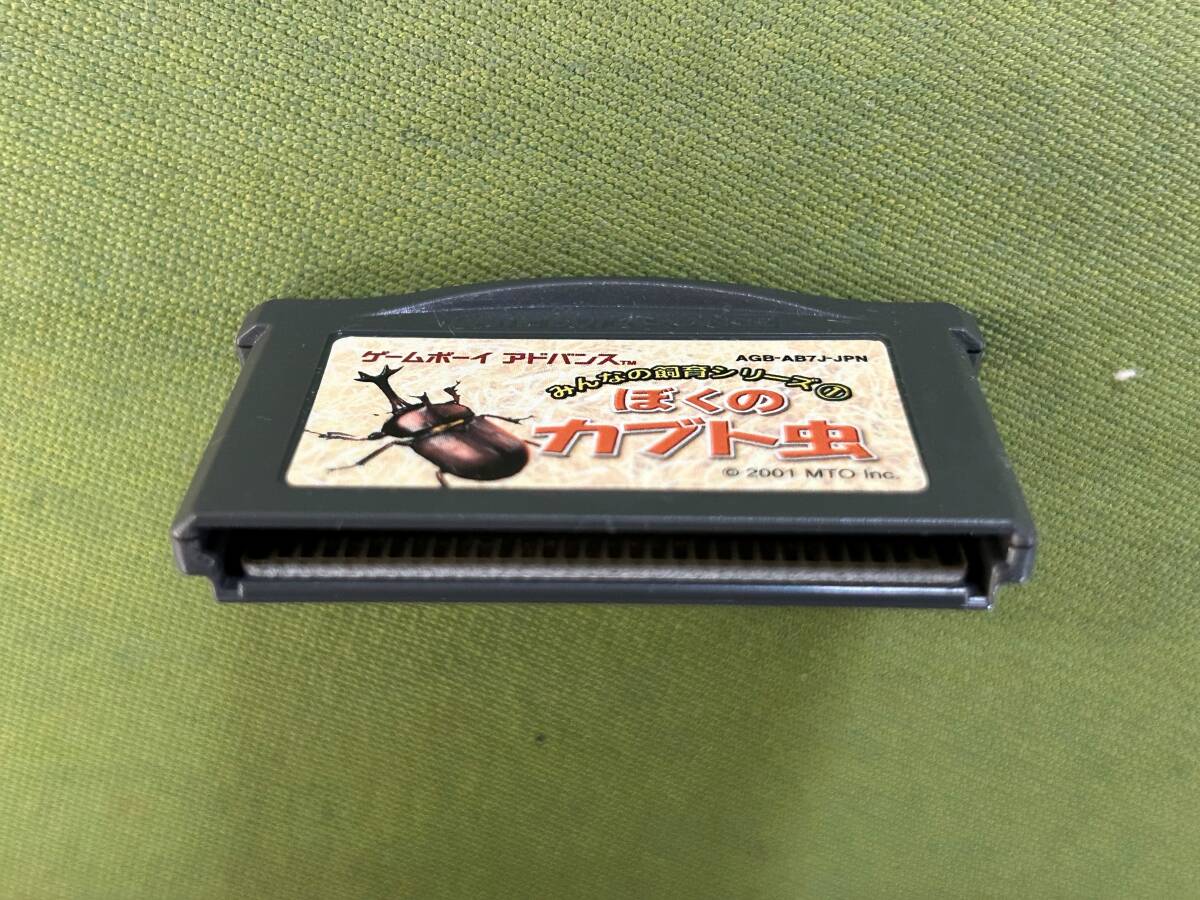 ゲームボーイ アドバンス™
AGB-AB7J-JPN
みんなの飼育シリーズ①
ぼくの
カブト虫
© 2001 MTO Inc.